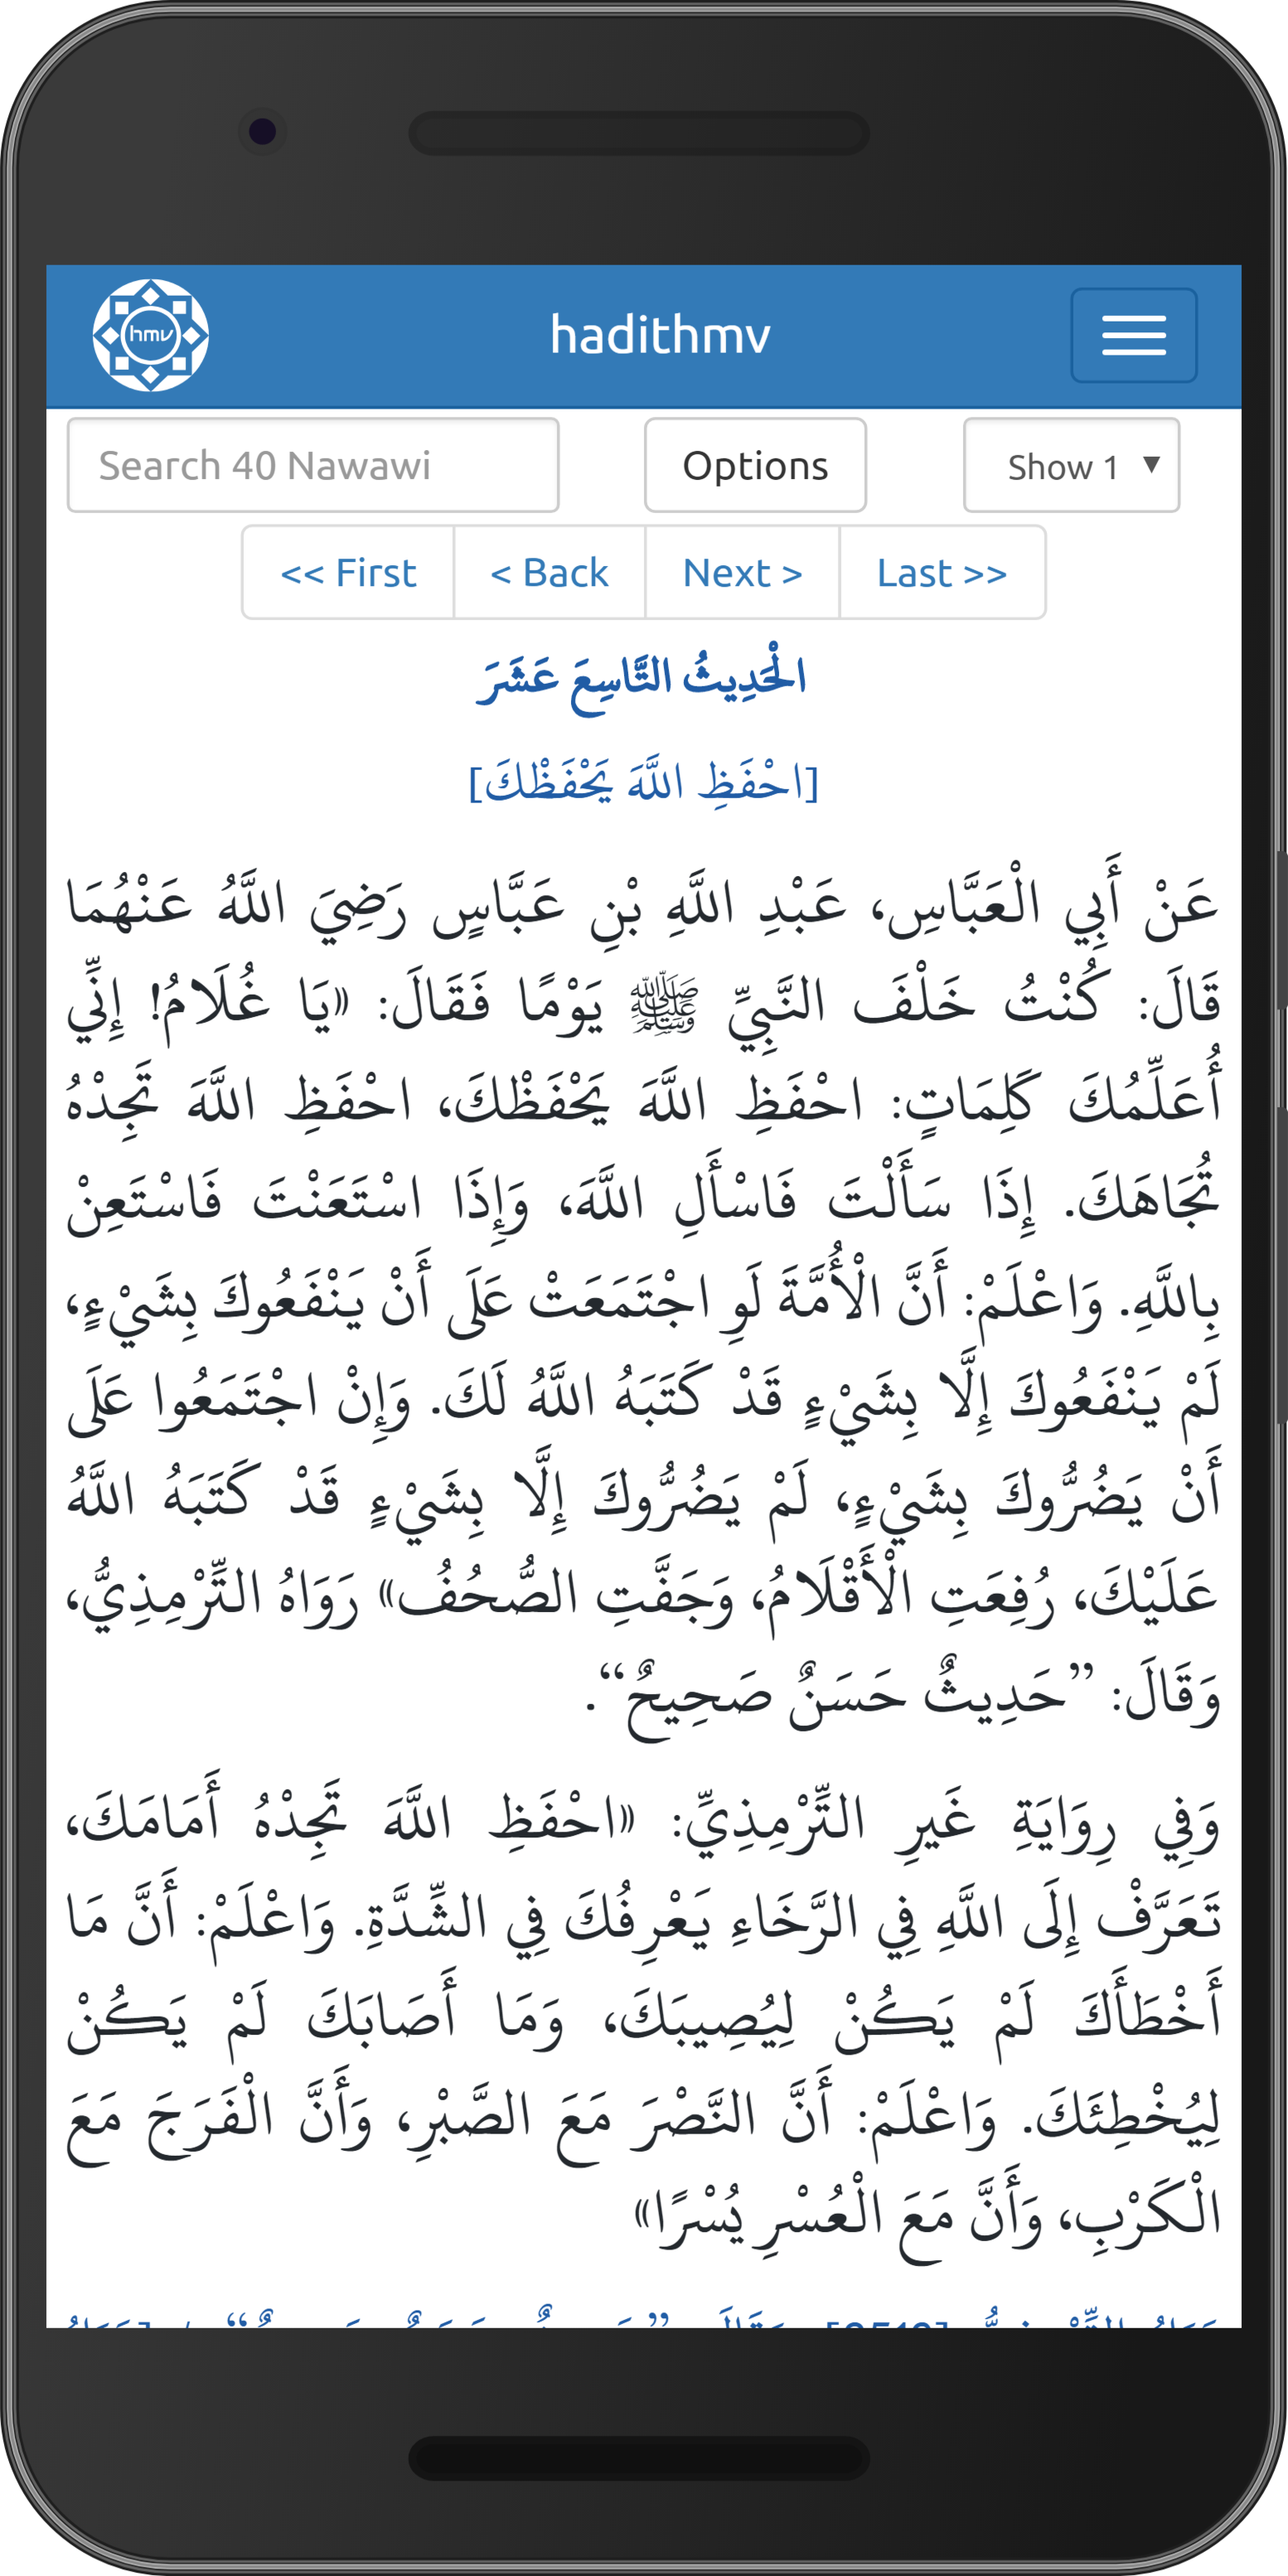 hmv
hadithmv
Search 40 Nawawi
Options
Show 1
<< First
< Back
Next >
Last >>
الْحَدِيثُ التَّاسِعَ عَشَرَ
[احْفَظِ اللَّهَ يَحْفَظْكَ]
عَنْ أَبِي الْعَبَّاسِ، عَبْدِ اللَّهِ بْنِ عَبَّاسٍ رَضِيَ اللَّهُ عَنْهُمَا
قَالَ: كُنْتُ خَلْفَ النَّبِيِّ ﷺ يَوْمًا فَقَالَ: «يَا غُلَامُ! إِنِّي
أُعَلِّمُكَ كَلِمَاتٍ: احْفَظِ اللَّهَ يَحْفَظْكَ، احْفَظِ اللَّهَ تَجِدْهُ
تُجَاهَكَ. إِذَا سَأَلْتَ فَاسْأَلِ اللَّهَ، وَإِذَا اسْتَعَنْتَ فَاسْتَعِنْ
بِاللَّهِ. وَاعْلَمْ: أَنَّ الْأُمَّةَ لَوِ اجْتَمَعَتْ عَلَى أَنْ يَنْفَعُوكَ بِشَيْءٍ،
لَمْ يَنْفَعُوكَ إِلَّا بِشَيْءٍ قَدْ كَتَبَهُ اللَّهُ لَكَ. وَإِنْ اجْتَمَعُوا عَلَى
أَنْ يَضُرُّوكَ بِشَيْءٍ، لَمْ يَضُرُّوكَ إِلَّا بِشَيْءٍ قَدْ كَتَبَهُ اللَّهُ
عَلَيْكَ، رُفِعَتِ الْأَقْلَامُ، وَجَفَّتِ الصُّحُفُ» رَوَاهُ التِّرْمِذِيُّ،
وَقَالَ: ”حَدِيثٌ حَسَنٌ صَحِيحٌ“.
وَفِي رِوَايَةِ غَيرِ التِّرْمِذِيِّ: «احْفَظِ اللَّهَ تَجِدْهُ أَمَامَكَ،
تَعَرَّفْ إِلَى اللَّهِ فِي الرَّخَاءِ يَعْرِفُكَ فِي الشِّدَّةِ. وَاعْلَمْ: أَنَّ مَا
أَخْطَأَكَ لَمْ يَكُنْ لِيُصِيبَكَ، وَمَا أَصَابَكَ لَمْ يَكُنْ
لِيُخْطِئَكَ. وَاعْلَمْ: أَنَّ النَّصْرَ مَعَ الصَّبْرِ، وَأَنَّ الْفَرَجَ مَعَ
الْكَرْبِ، وَأَنَّ مَعَ الْعُسْرِ يُسْرًا»